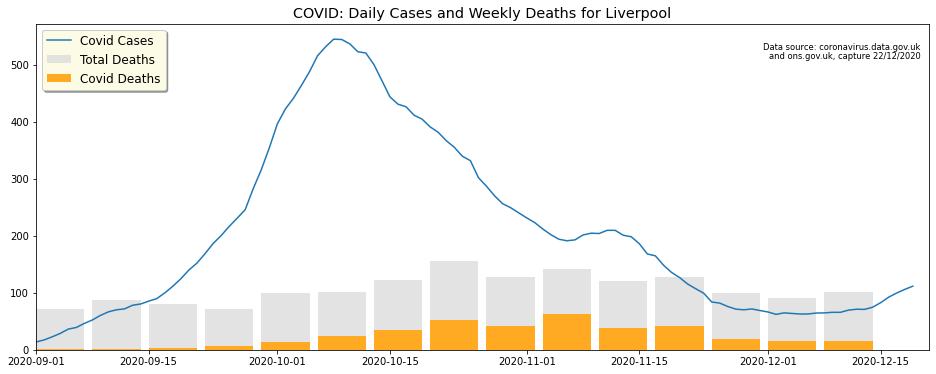 COVID: Daily Cases and Weekly Deaths for Liverpool
Covid Cases
Total Deaths
Covid Deaths
Data source: coronavirus.data.gov.uk
and ons.gov.uk, capture 22/12/2020
500
400
300
200
100
0
2020-09-01 2020-09-15 2020-10-01 2020-10-15 2020-11-01 2020-11-15 2020-12-01 2020-12-15